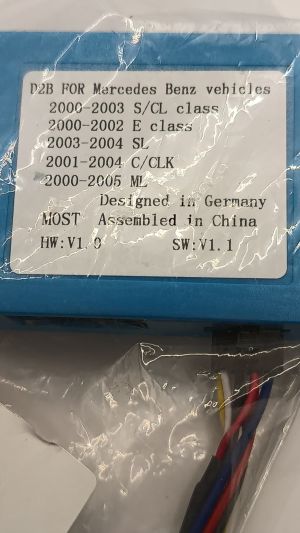 D2B FOR Mercedes Benz vehicles
2000-2003 S/CL class
2000-2002 E class
2003-2004 SL
2001-2004 C/CLK
2000-2005 ML
Designed in Germany
MOST Assembled in China
HW:V1.0 SW:V1.1